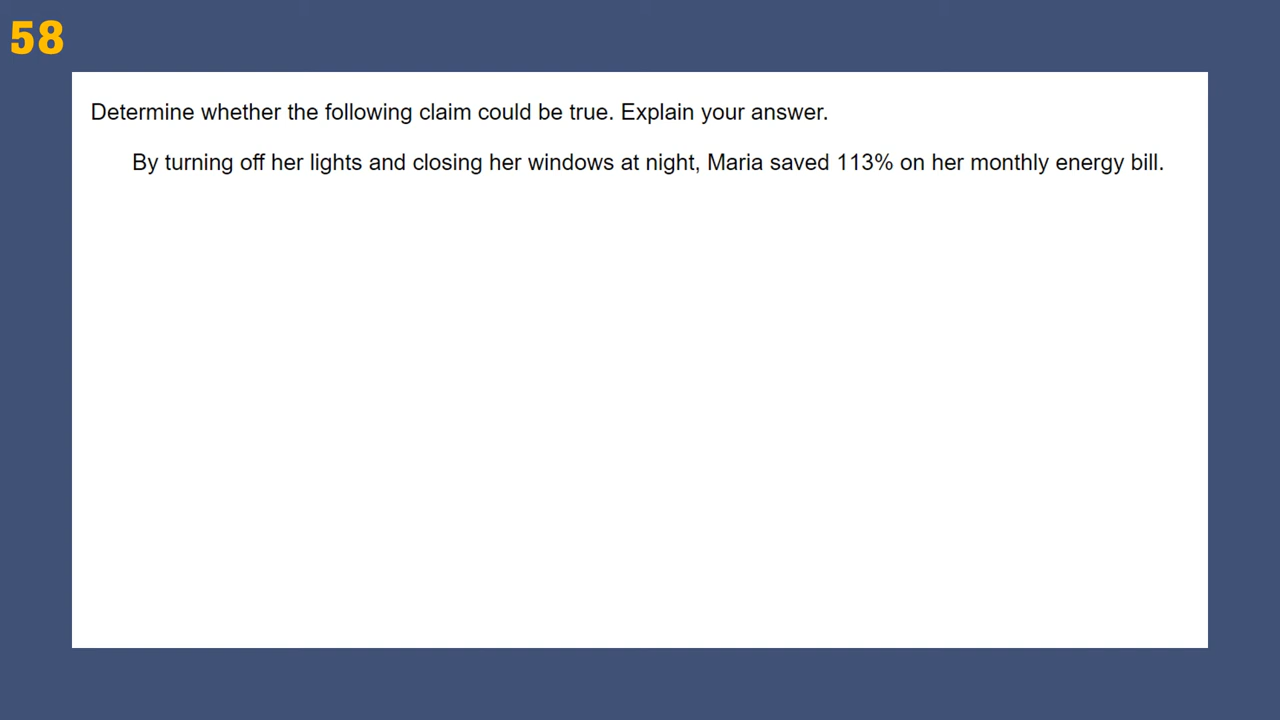 58
Determine whether the following claim could be true. Explain your answer.
By turning off her lights and closing her windows at night, Maria saved 113% on her monthly energy bill.